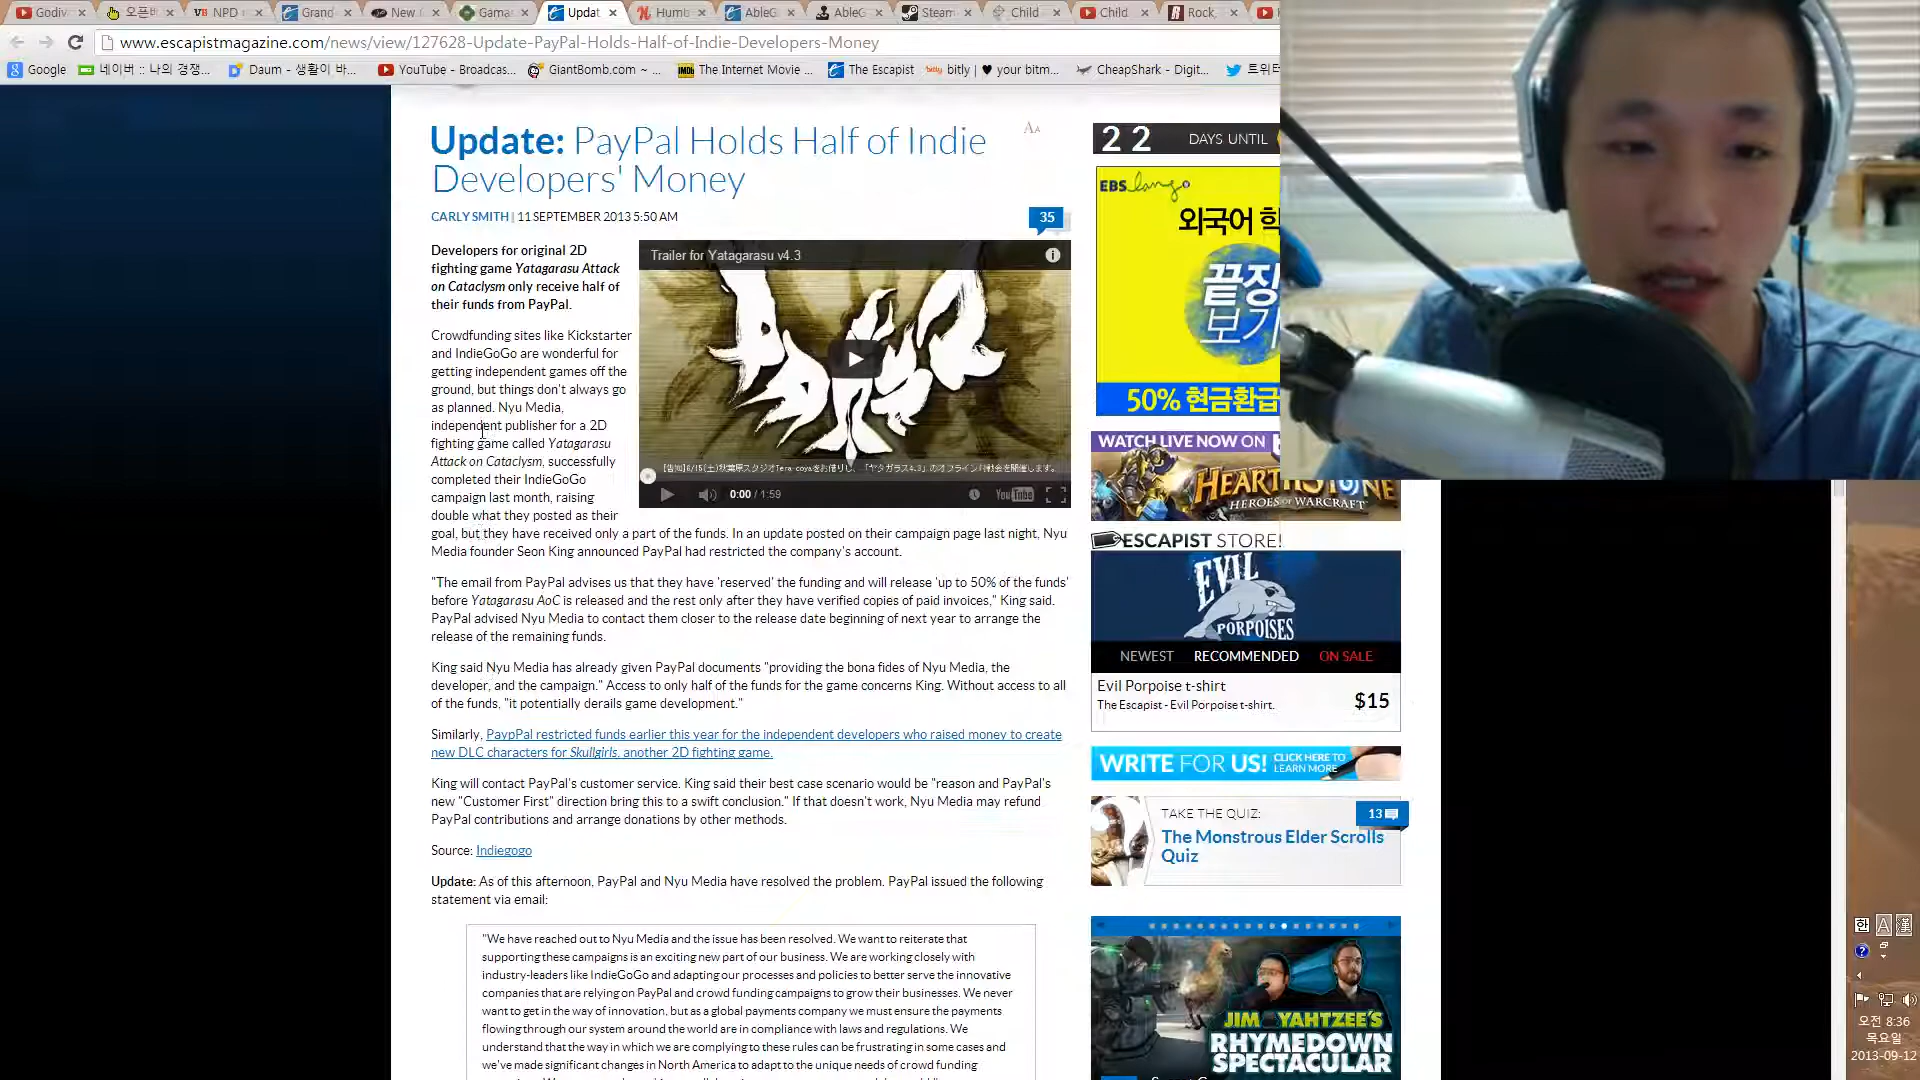 Godiv
오픈비
NPD
Grand
New
Gama
Updat
Humb
AbleG
AbleG
Steam
Child
Child
Rock
www.escapistmagazine.com/news/view/127628-Update-PayPal-Holds-Half-of-Indie-Developers-Money
Google
네이버 :: 나의 경쟁...
Daum - 생활이 바...
YouTube - Broadcas...
GiantBomb.com ~ ...
The Internet Movie ...
The Escapist
bitly | ♥ your bitm...
CheapShark - Digit...
트위터
Update: PayPal Holds Half of Indie
Developers' Money
CARLY SMITH | 11 SEPTEMBER 2013 5:50 AM
35
Developers for original 2D
fighting game Yatagarasu Attack
on Cataclysm only receive half of
their funds from PayPal.
Crowdfunding sites like Kickstarter
and IndieGoGo are wonderful for
getting independent games off the
ground, but things don't always go
as planned. Nyu Media,
independent publisher for a 2D
fighting game called Yatagarasu
Attack on Cataclysm, successfully
completed their IndieGoGo
campaign last month, raising
double what they posted as their
goal, but they have received only a part of the funds. In an update posted on their campaign page last night, Nyu
Media founder Seon King announced PayPal had restricted the company's account.
Trailer for Yatagarasu v4.3
0:00 / 1:59
YouTube
"The email from PayPal advises us that they have 'reserved' the funding and will release 'up to 50% of the funds'
before Yatagarasu AoC is released and the rest only after they have verified copies of paid invoices," King said.
PayPal advised Nyu Media to contact them closer to the release date beginning of next year to arrange the
release of the remaining funds.
King said Nyu Media has already given PayPal documents "providing the bona fides of Nyu Media, the
developer, and the campaign." Access to only half of the funds for the game concerns King. Without access to all
of the funds, "it potentially derails game development."
Similarly, PaypPal restricted funds earlier this year for the independent developers who raised money to create
new DLC characters for Skullgirls, another 2D fighting game.
King will contact PayPal's customer service. King said their best case scenario would be "reason and PayPal's
new "Customer First" direction bring this to a swift conclusion." If that doesn't work, Nyu Media may refund
PayPal contributions and arrange donations by other methods.
Source: Indiegogo
Update: As of this afternoon, PayPal and Nyu Media have resolved the problem. PayPal issued the following
statement via email:
"We have reached out to Nyu Media and the issue has been resolved. We want to reiterate that
supporting these campaigns is an exciting new part of our business. We are working closely with
industry-leaders like IndieGoGo and adapting our processes and policies to better serve the innovative
companies that are relying on PayPal and crowd funding campaigns to grow their businesses. We never
want to get in the way of innovation, but as a global payments company we must ensure the payments
flowing through our system around the world are in compliance with laws and regulations. We
understand that the way in which we are complying to these rules can be frustrating in some cases and
we've made significant changes in North America to adapt to the unique needs of crowd funding
22 DAYS UNTIL
EBS lang
외국어 학
끝장
보기
50% 현금환급
WATCH LIVE NOW ON
HEARTHSTONE
HEROES OF WARCRAFT
ESCAPIST STORE!
EVIL
PORPOISES
NEWEST RECOMMENDED ON SALE
Evil Porpoise t-shirt
The Escapist - Evil Porpoise t-shirt.
$15
WRITE FOR US! CLICK HERE TO LEARN MORE
TAKE THE QUIZ:
13
The Monstrous Elder Scrolls
Quiz
JIM YAHTZEE'S
RHYMEDOWN
SPECTACULAR
한 A 漢
오전 8:36
목요일
2013-09-12